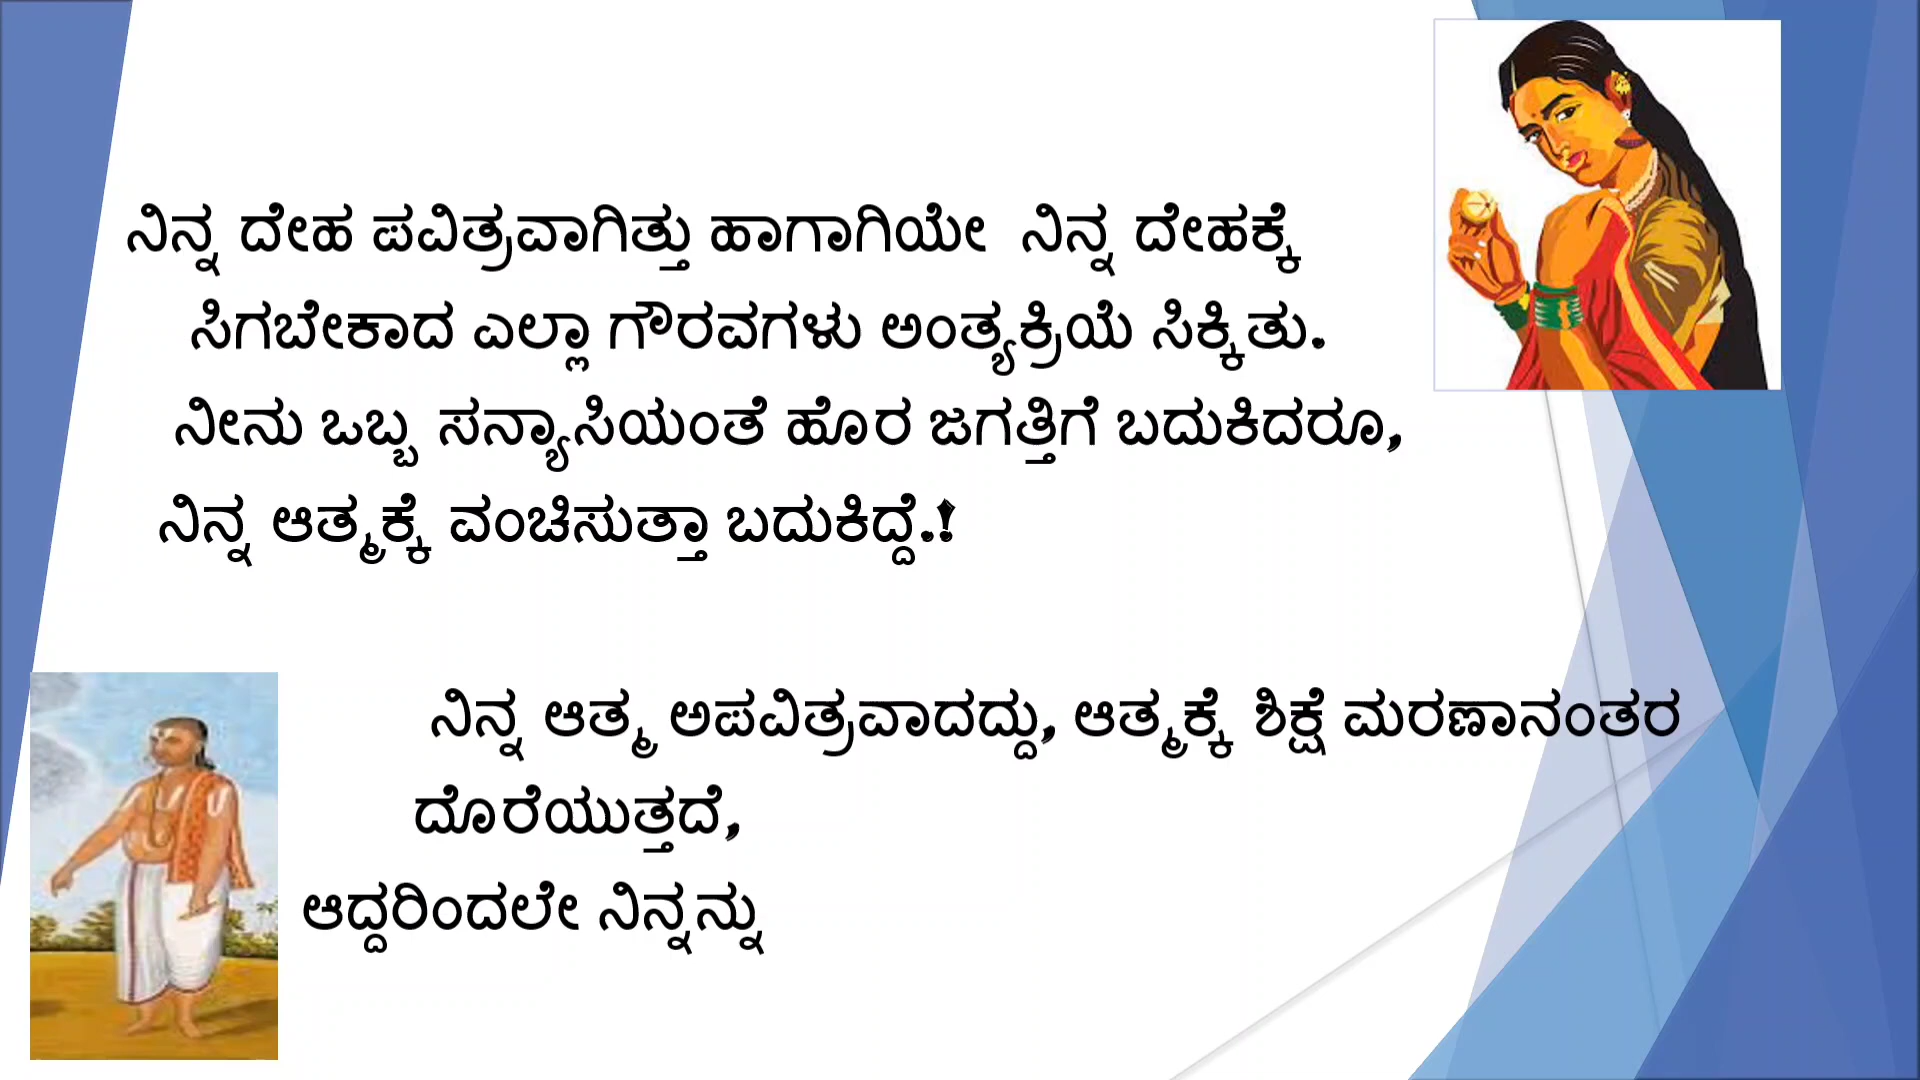 ನಿನ್ನ ದೇಹ ಪವಿತ್ರವಾಗಿತ್ತು ಹಾಗಾಗಿಯೇ ನಿನ್ನ ದೇಹಕ್ಕೆ
ಸಿಗಬೇಕಾದ ಎಲ್ಲಾ ಗೌರವಗಳು ಅಂತ್ಯಕ್ರಿಯೆ ಸಿಕ್ಕಿತು.
ನೀನು ಒಬ್ಬ ಸನ್ಯಾಸಿಯಂತೆ ಹೊರ ಜಗತ್ತಿಗೆ ಬದುಕಿದರೂ,
ನಿನ್ನ ಆತ್ಮಕ್ಕೆ ವಂಚಿಸುತ್ತಾ ಬದುಕಿದ್ದೆ.!
ನಿನ್ನ ಆತ್ಮ ಅಪವಿತ್ರವಾದದ್ದು, ಆತ್ಮಕ್ಕೆ ಶಿಕ್ಷೆ ಮರಣಾನಂತರ
ದೊರೆಯುತ್ತದೆ,
ಆದ್ದರಿಂದಲೇ ನಿನ್ನನ್ನು